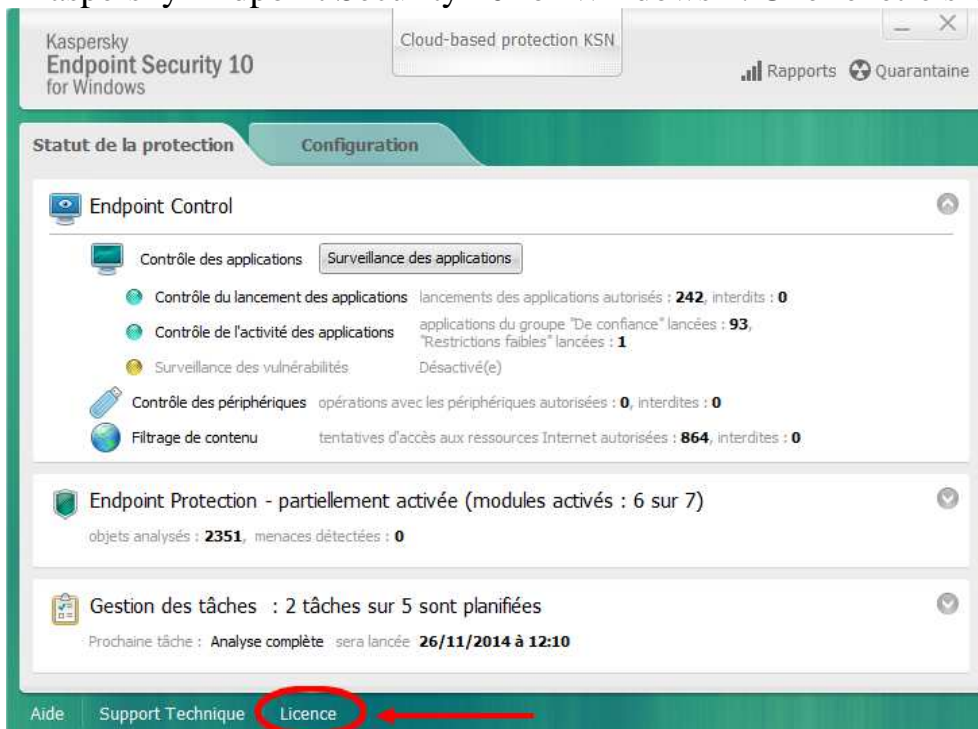 Kaspersky
Endpoint Security 10
for Windows
Cloud-based protection KSN
Rapports Quarantaine
Statut de la protection Configuration
Endpoint Control
Contrôle des applications Surveillance des applications
Contrôle du lancement des applications lancements des applications autorisés : 242, interdits : 0
Contrôle de l'activité des applications applications du groupe "De confiance" lancées : 93,
"Restrictions faibles" lancées : 1
Surveillance des vulnérabilités Désactivé(e)
Contrôle des périphériques opérations avec les périphériques autorisées : 0, interdites : 0
Filtrage de contenu tentatives d'accès aux ressources Internet autorisées : 864, interdites : 0
Endpoint Protection - partiellement activée (modules activés : 6 sur 7)
objets analysés : 2351, menaces détectées : 0
Gestion des tâches : 2 tâches sur 5 sont planifiées
Prochaine tâche : Analyse complète sera lancée 26/11/2014 à 12:10
Aide Support Technique Licence